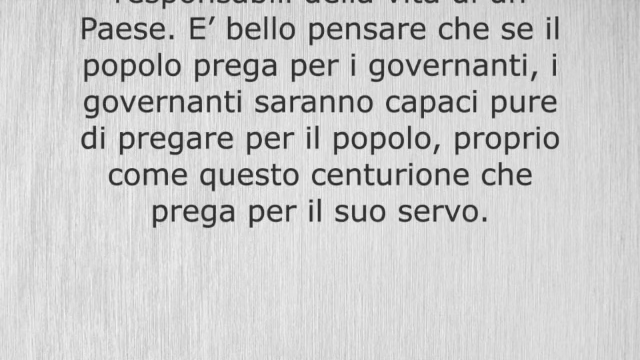 responsabili della vita di un
Paese. E’ bello pensare che se il
popolo prega per i governanti, i
governanti saranno capaci pure
di pregare per il popolo, proprio
come questo centurione che
prega per il suo servo.